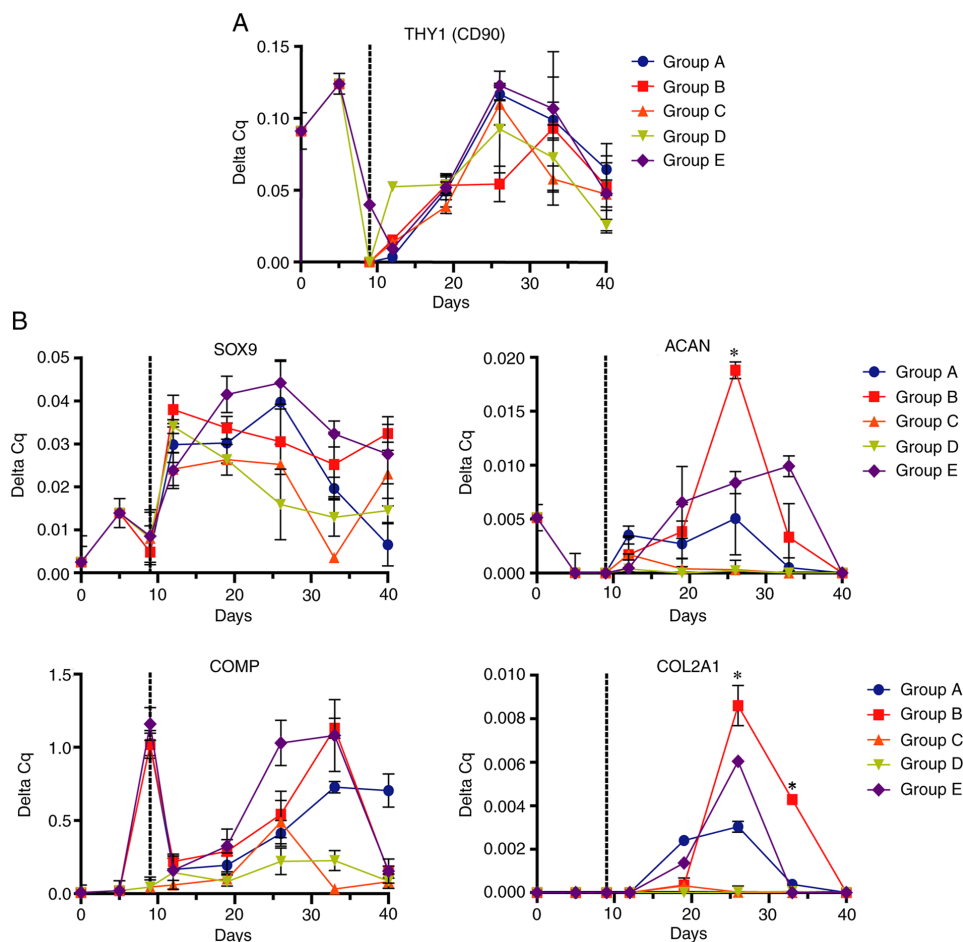 A
THY1 (CD90)
0.15
0.10
0.05
0.00
Delta Cq
0 10 20 30 40
Days
Group A
Group B
Group C
Group D
Group E
B
SOX9
0.05
0.04
0.03
0.02
0.01
0.00
Delta Cq
0 10 20 30 40
Days
ACAN
0.020
0.015
0.010
0.005
0.000
Delta Cq
*
0 10 20 30 40
Days
Group A
Group B
Group C
Group D
Group E
COMP
1.5
1.0
0.5
0.0
Delta Cq
0 10 20 30 40
Days
COL2A1
0.010
0.008
0.006
0.004
0.002
0.000
Delta Cq
*
*
0 10 20 30 40
Days
Group A
Group B
Group C
Group D
Group E